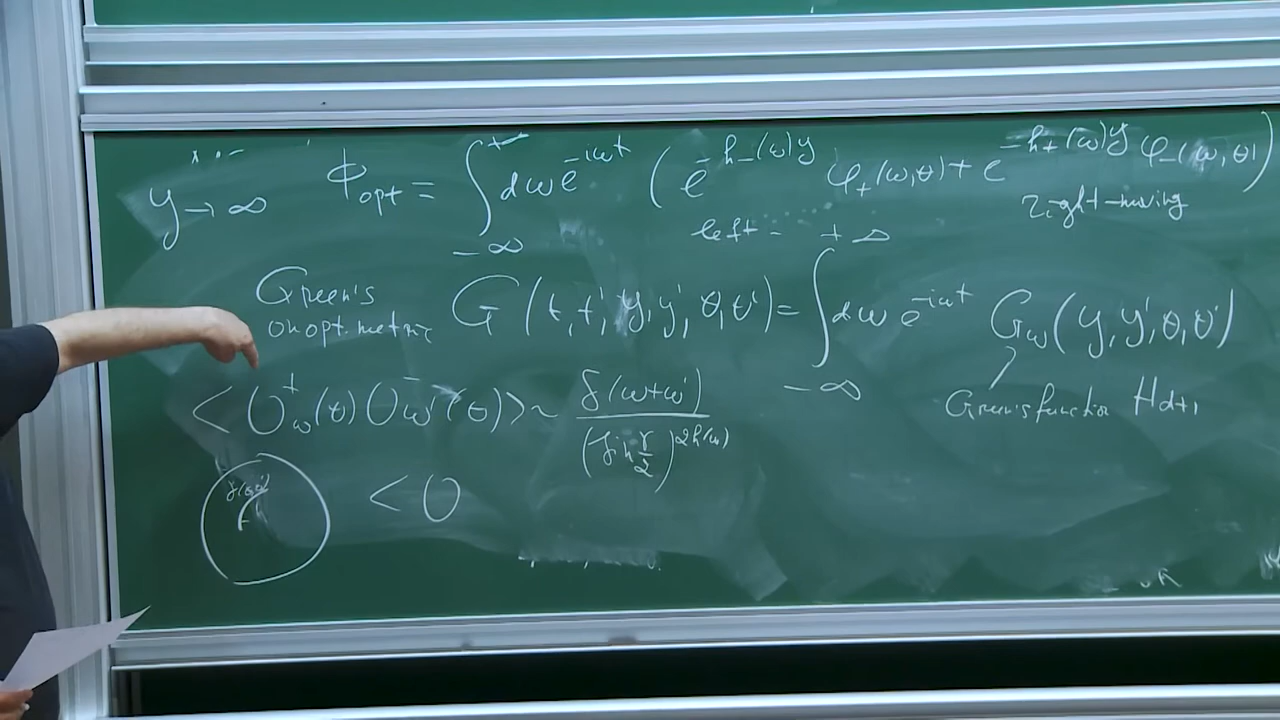 y → ∞ Φ_opt = ∫_{-∞}^{+∞} dω e^{-iωt} ( e^{-h_-(ω)y} φ_+(ω,θ) + e^{-h_+(ω)y} φ_-(ω,θ) )
left - right-moving
Green's
on opt. metric G(t,t',y,y',θ,θ') = ∫_{-∞}^{+∞} dω e^{-iωt} G_ω(y,y',θ,θ')
Green's function H_{d+1}
<O^+_ω(θ) O^-_{ω'}(θ)> ~ δ(ω+ω') / (sin γ/2)^{2h(ω)}
< O